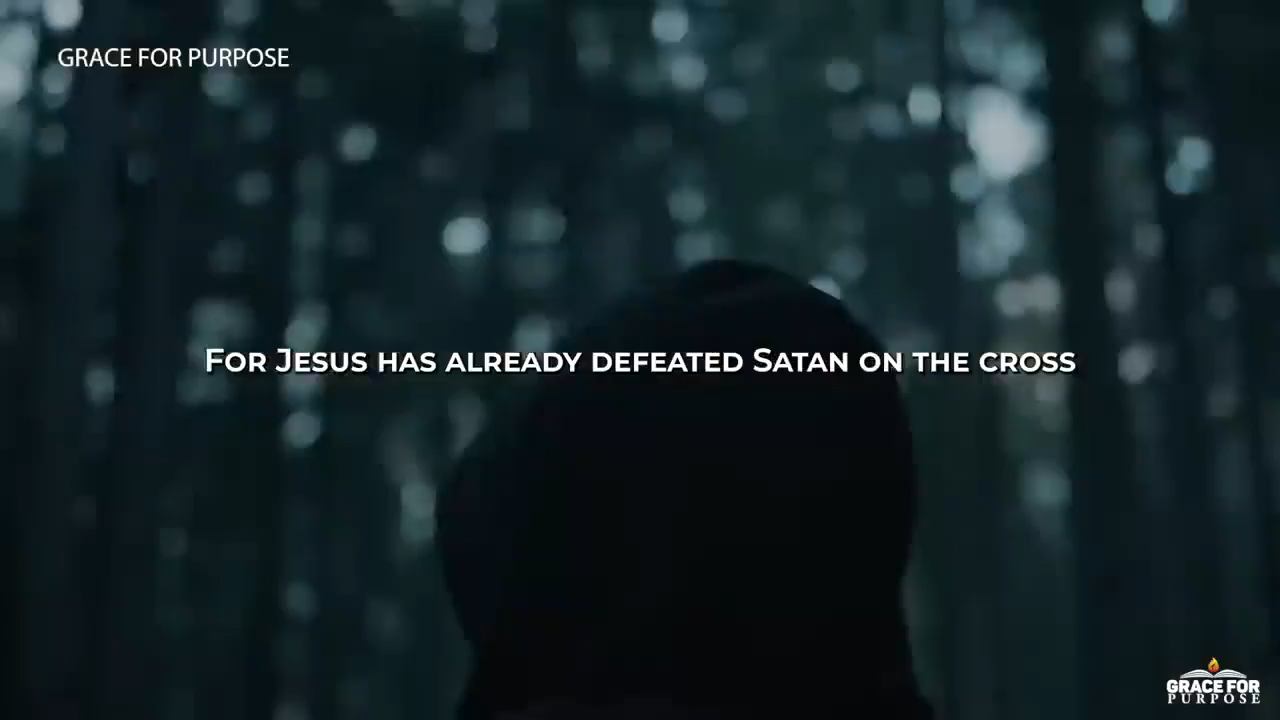 GRACE FOR PURPOSE
For Jesus has already defeated Satan on the cross
GRACE FOR
PURPOSE